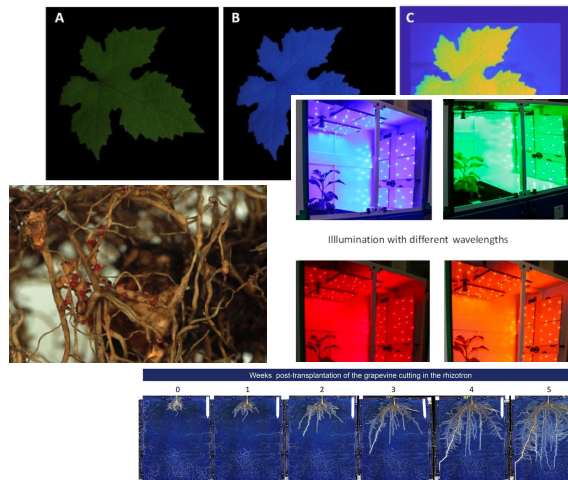 A
B
C
Illlumination with different wavelengths
Weeks post-transplantation of the grapevine cutting in the rhizotron
0 1 2 3 4 5